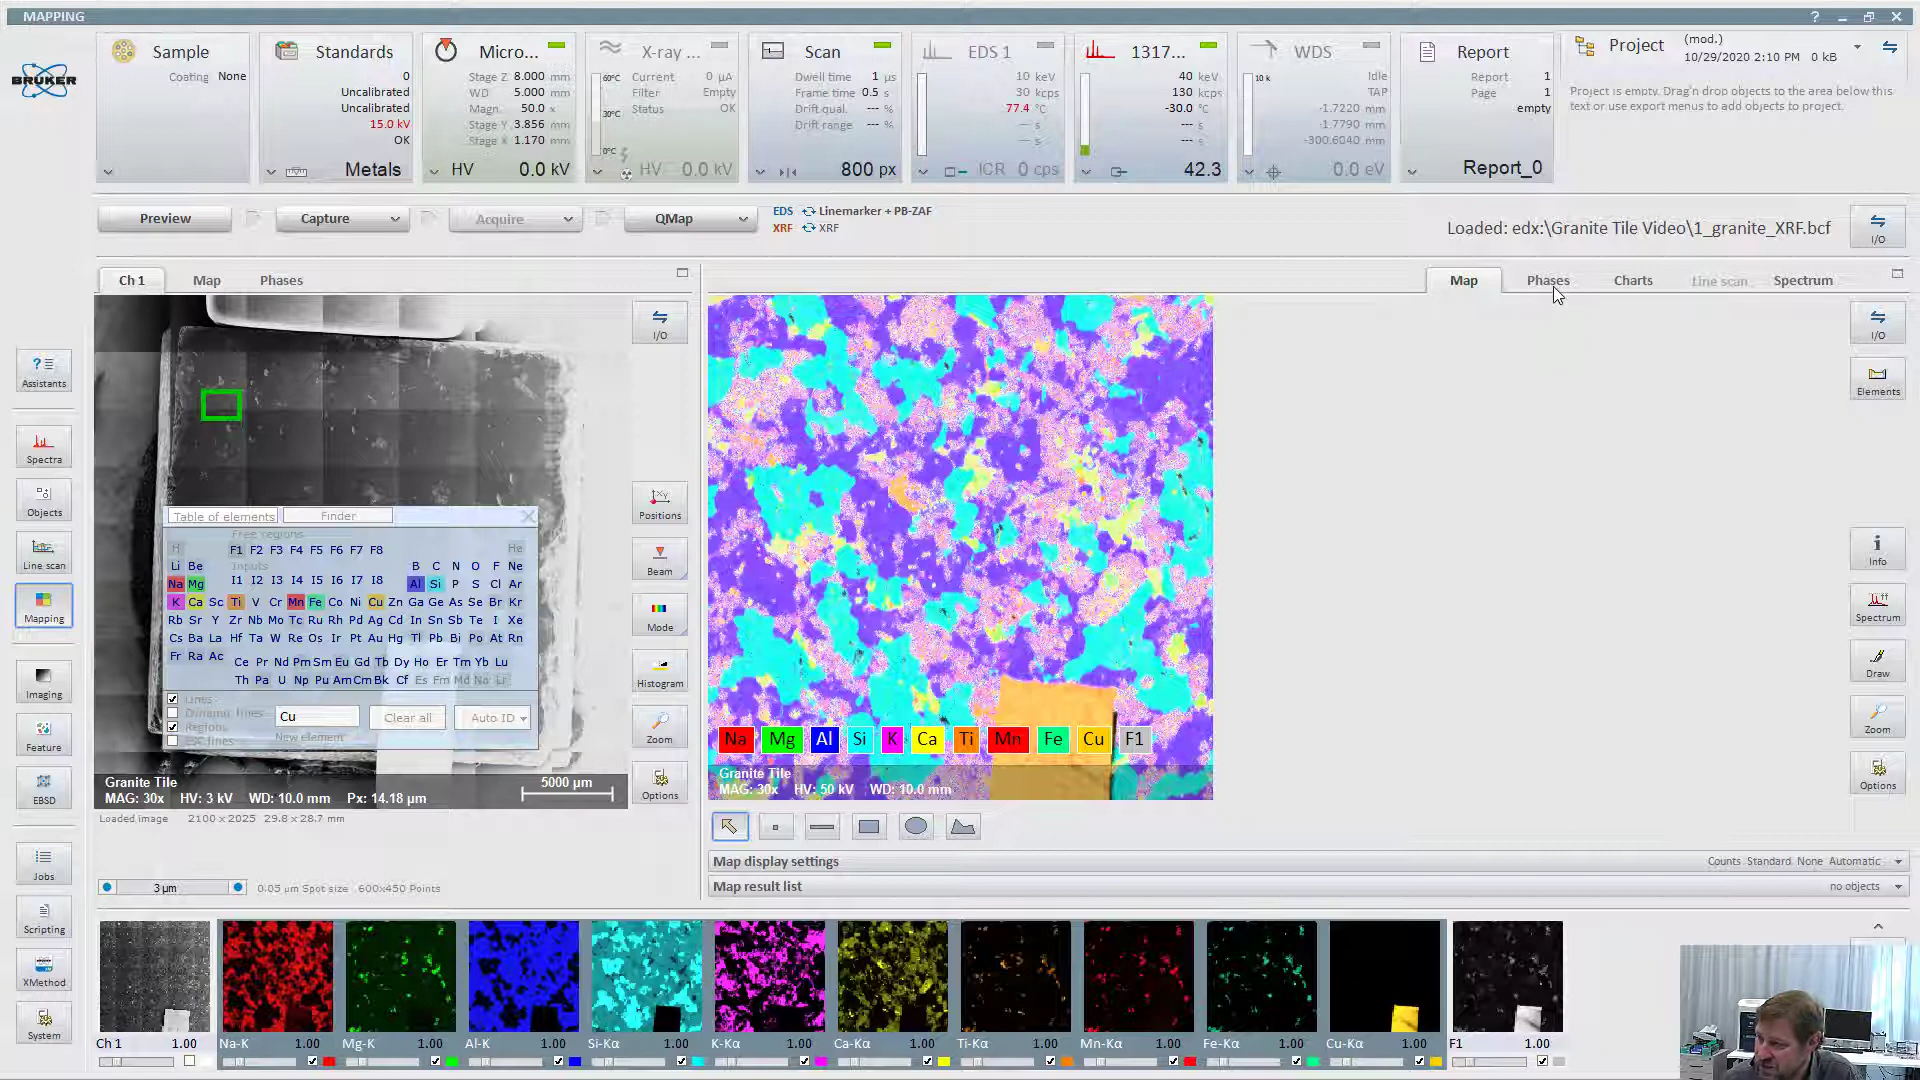 MAPPING
?
BRUKER
Sample
Coating None
Standards
0
Uncalibrated
Uncalibrated
15.0 kV
OK
Metals
Micro...
Stage Z 8.000 mm
WD 5.000 mm
Magn. 50.0 x
Stage Y 3.856 mm
Stage X 1.170 mm
HV 0.0 kV
X-ray ...
60°C
30°C
0°C
Current 0 µA
Filter Empty
Status OK
HV 0.0 kV
Scan
Dwell time 1 µs
Frame time 0.5 s
Drift qual. --- %
Drift range --- %
800 px
EDS 1
10 keV
30 kcps
77.4 °C
--- s
--- s
ICR 0 cps
1317...
40 keV
130 kcps
-30.0 °C
--- s
--- s
42.3
WDS
10 k
Idle
TAP
-1.7220 mm
-1.7790 mm
-300.6040 mm
0.0 eV
Report
Report 1
Page 1
empty
Report_0
Project
(mod.)
10/29/2020 2:10 PM 0 kB
Project is empty. Drag'n drop objects to the area below this
text or use export menus to add objects to project.
Preview
Capture
Acquire
QMap
EDS Linemarker + PB-ZAF
XRF XRF
Loaded: edx:\Granite Tile Video\1_granite_XRF.bcf
I/O
Ch 1 Map Phases
Map Phases Charts Line scan Spectrum
Assistants
Spectra
Objects
Line scan
Mapping
Imaging
Feature
EBSD
Jobs
Scripting
XMethod
System
I/O
Positions
Beam
Mode
Histogram
Zoom
Options
Table of elements Finder
Free regions
H F1 F2 F3 F4 F5 F6 F7 F8 He
Li Be Inputs B C N O F Ne
Na Mg I1 I2 I3 I4 I5 I6 I7 I8 Al Si P S Cl Ar
K Ca Sc Ti V Cr Mn Fe Co Ni Cu Zn Ga Ge As Se Br Kr
Rb Sr Y Zr Nb Mo Tc Ru Rh Pd Ag Cd In Sn Sb Te I Xe
Cs Ba La Hf Ta W Re Os Ir Pt Au Hg Tl Pb Bi Po At Rn
Fr Ra Ac Ce Pr Nd Pm Sm Eu Gd Tb Dy Ho Er Tm Yb Lu
Th Pa U Np Pu Am Cm Bk Cf Es Fm Md No Lr
Lines
Dynamic lines
Regions
ESC lines
Cu
New element
Clear all
Auto ID
Granite Tile
MAG: 30x HV: 3 kV WD: 10.0 mm Px: 14.18 µm
5000 µm
Loaded image 2100 x 2025 29.8 x 28.7 mm
3 µm
0.05 µm Spot size 600x450 Points
Na Mg Al Si K Ca Ti Mn Fe Cu F1
Granite Tile
MAG: 30x HV: 50 kV WD: 10.0 mm
Map display settings
Counts Standard None Automatic
Map result list
no objects
I/O
Elements
Info
Spectrum
Draw
Zoom
Options
Ch 1 1.00
Na-K 1.00
Mg-K 1.00
Al-K 1.00
Si-Kα 1.00
K-Kα 1.00
Ca-Kα 1.00
Ti-Kα 1.00
Mn-Kα 1.00
Fe-Kα 1.00
Cu-Kα 1.00
F1 1.00